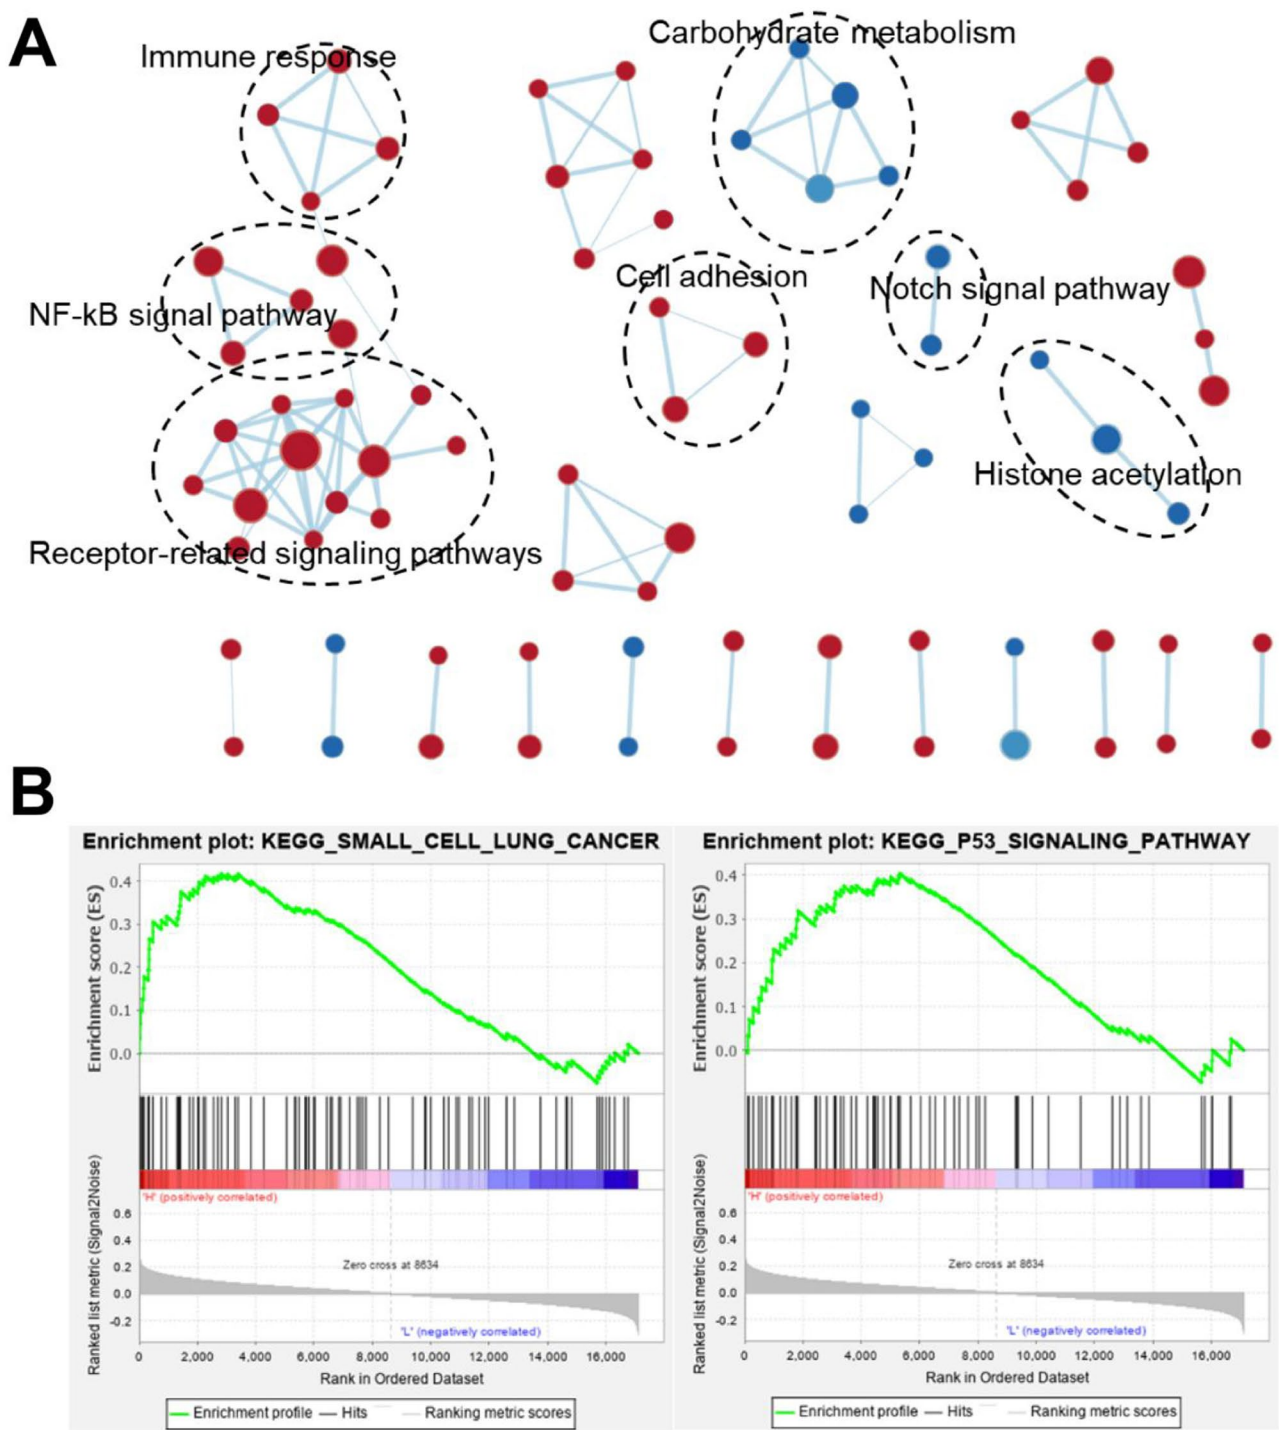 A
Immune response
Carbohydrate metabolism
Cell adhesion
Notch signal pathway
NF-kB signal pathway
Histone acetylation
Receptor-related signaling pathways
B
Enrichment plot: KEGG_SMALL_CELL_LUNG_CANCER
Enrichment score (ES)
0.4
0.3
0.2
0.1
0.0
'H' (positively correlated)
Ranked list metric (Signal2Noise)
0.6
0.4
0.2
0.0
-0.2
Zero cross at 8634
'L' (negatively correlated)
0 2,000 4,000 6,000 8,000 10,000 12,000 14,000 16,000
Rank in Ordered Dataset
Enrichment profile Hits Ranking metric scores
Enrichment plot: KEGG_P53_SIGNALING_PATHWAY
Enrichment score (ES)
0.4
0.3
0.2
0.1
0.0
'H' (positively correlated)
Ranked list metric (Signal2Noise)
0.6
0.4
0.2
0.0
-0.2
Zero cross at 8634
'L' (negatively correlated)
0 2,000 4,000 6,000 8,000 10,000 12,000 14,000 16,000
Rank in Ordered Dataset
Enrichment profile Hits Ranking metric scores